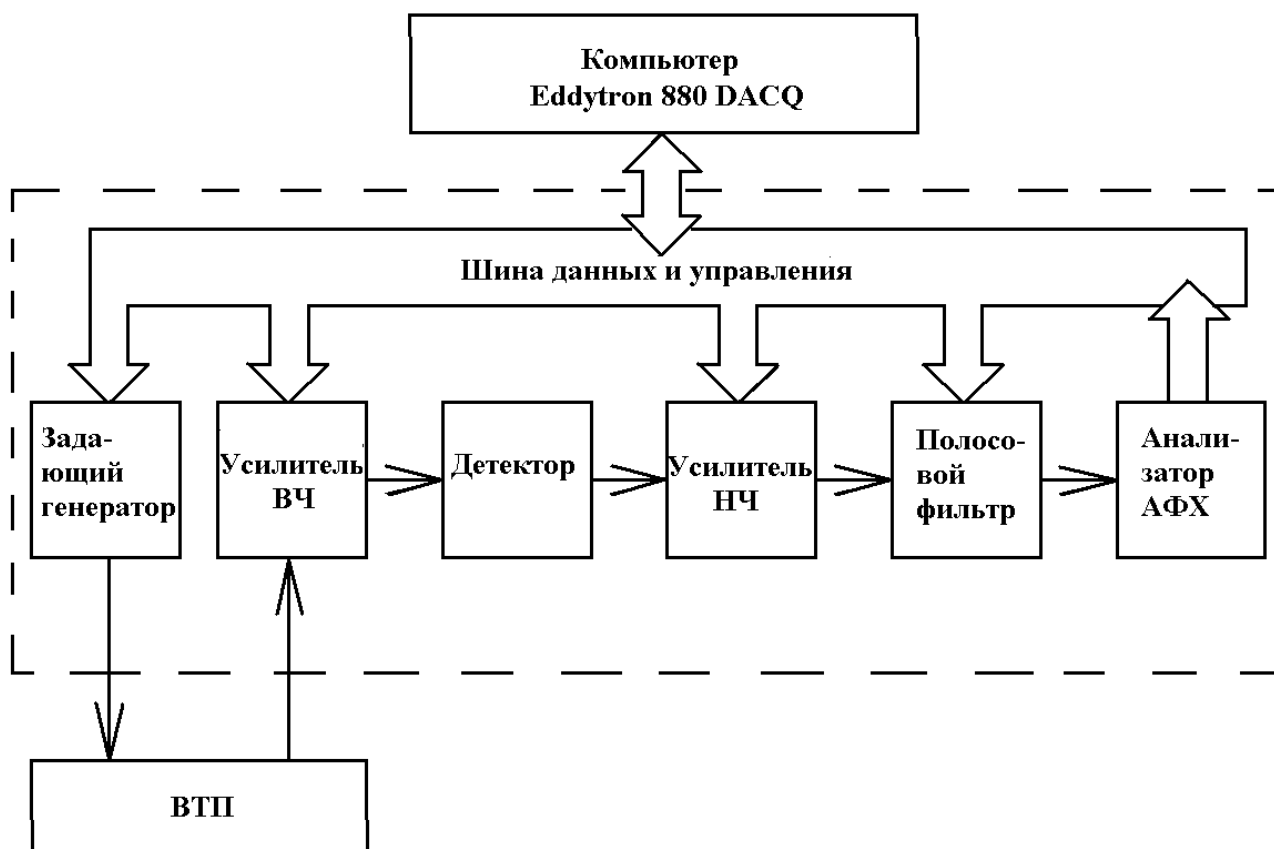 Компьютер
Eddytron 880 DACQ
Шина данных и управления
Зада-
ющий
генератор
Усилитель
ВЧ
Детектор
Усилитель
НЧ
Полосо-
вой
фильтр
Анали-
затор
АФХ
ВТП